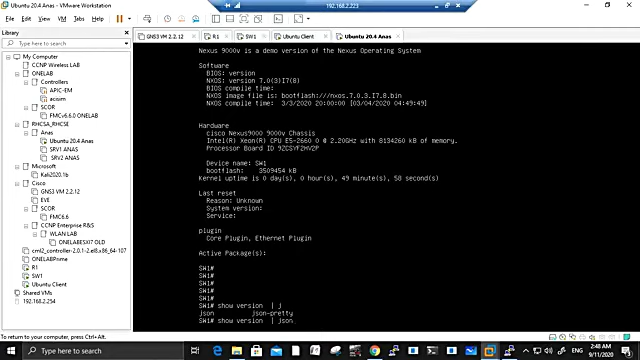 Ubuntu 20.4 Anas - VMware Workstation
192.168.2.223
File Edit View VM Tabs Help
Library
Type here to search
My Computer
CCNP Wireless LAB
ONELAB
Controllers
APIC-EM
acisim
SCOR
FMCv6.6.0 ONELAB
RHCSA_RHCSE
Anas
Ubuntu 20.4 Anas
SRV1 ANAS
SRV2 ANAS
Microsoft
Kali2020.1b
Cisco
GNS3 VM 2.2.12
EVE
SCOR
FMC6.6
CCNP Enterprise R&S
WLAN LAB
ONELABESXI7 OLD
cml2_controller-2.0.1-2.el8.x86_64-107
ONELABPnme
R1
SW1
Ubuntu Client
Shared VMs
192.168.2.254
GNS3 VM 2.2.12
R1
SW1
Ubuntu Client
Ubuntu 20.4 Anas
Nexus 9000v is a demo version of the Nexus Operating System
Software
BIOS: version
NXOS: version 7.0(3)I7(8)
BIOS compile time:
NXOS image file is: bootflash:///nxos.7.0.3.I7.8.bin
NXOS compile time: 3/3/2020 20:00:00 [03/04/2020 04:49:49]
Hardware
cisco Nexus9000 9000v Chassis
Intel(R) Xeon(R) CPU E5-2660 0 @ 2.20GHz with 8134260 kB of memory.
Processor Board ID 9ZCSYF2HV2P
Device name: SW1
bootflash: 3509454 kB
Kernel uptime is 0 day(s), 0 hour(s), 49 minute(s), 58 second(s)
Last reset
Reason: Unknown
System version:
Service:
plugin
Core Plugin, Ethernet Plugin
Active Package(s):
SW1#
SW1#
SW1#
SW1#
SW1#
SW1# show version | j
json json-pretty
SW1# show version | json
To return to your computer, press Ctrl+Alt.
Type here to search
2:48 AM
9/11/2020